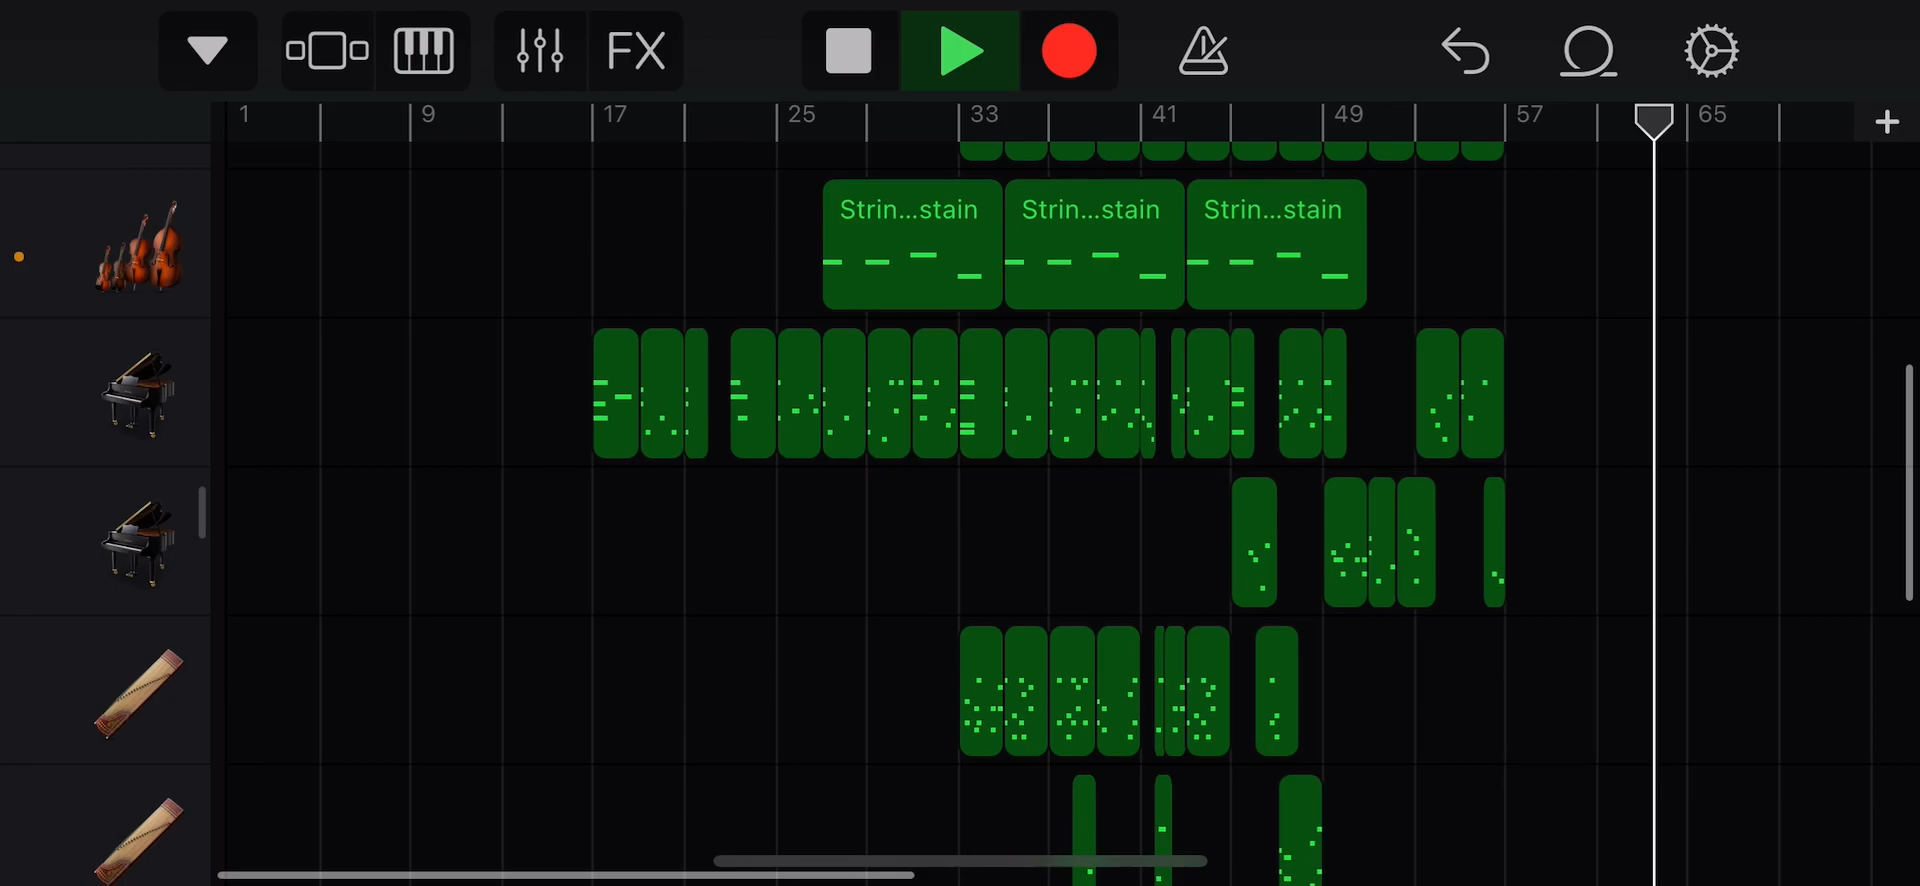 FX
1 9 17 25 33 41 49 57 65
Strin...stain Strin...stain Strin...stain